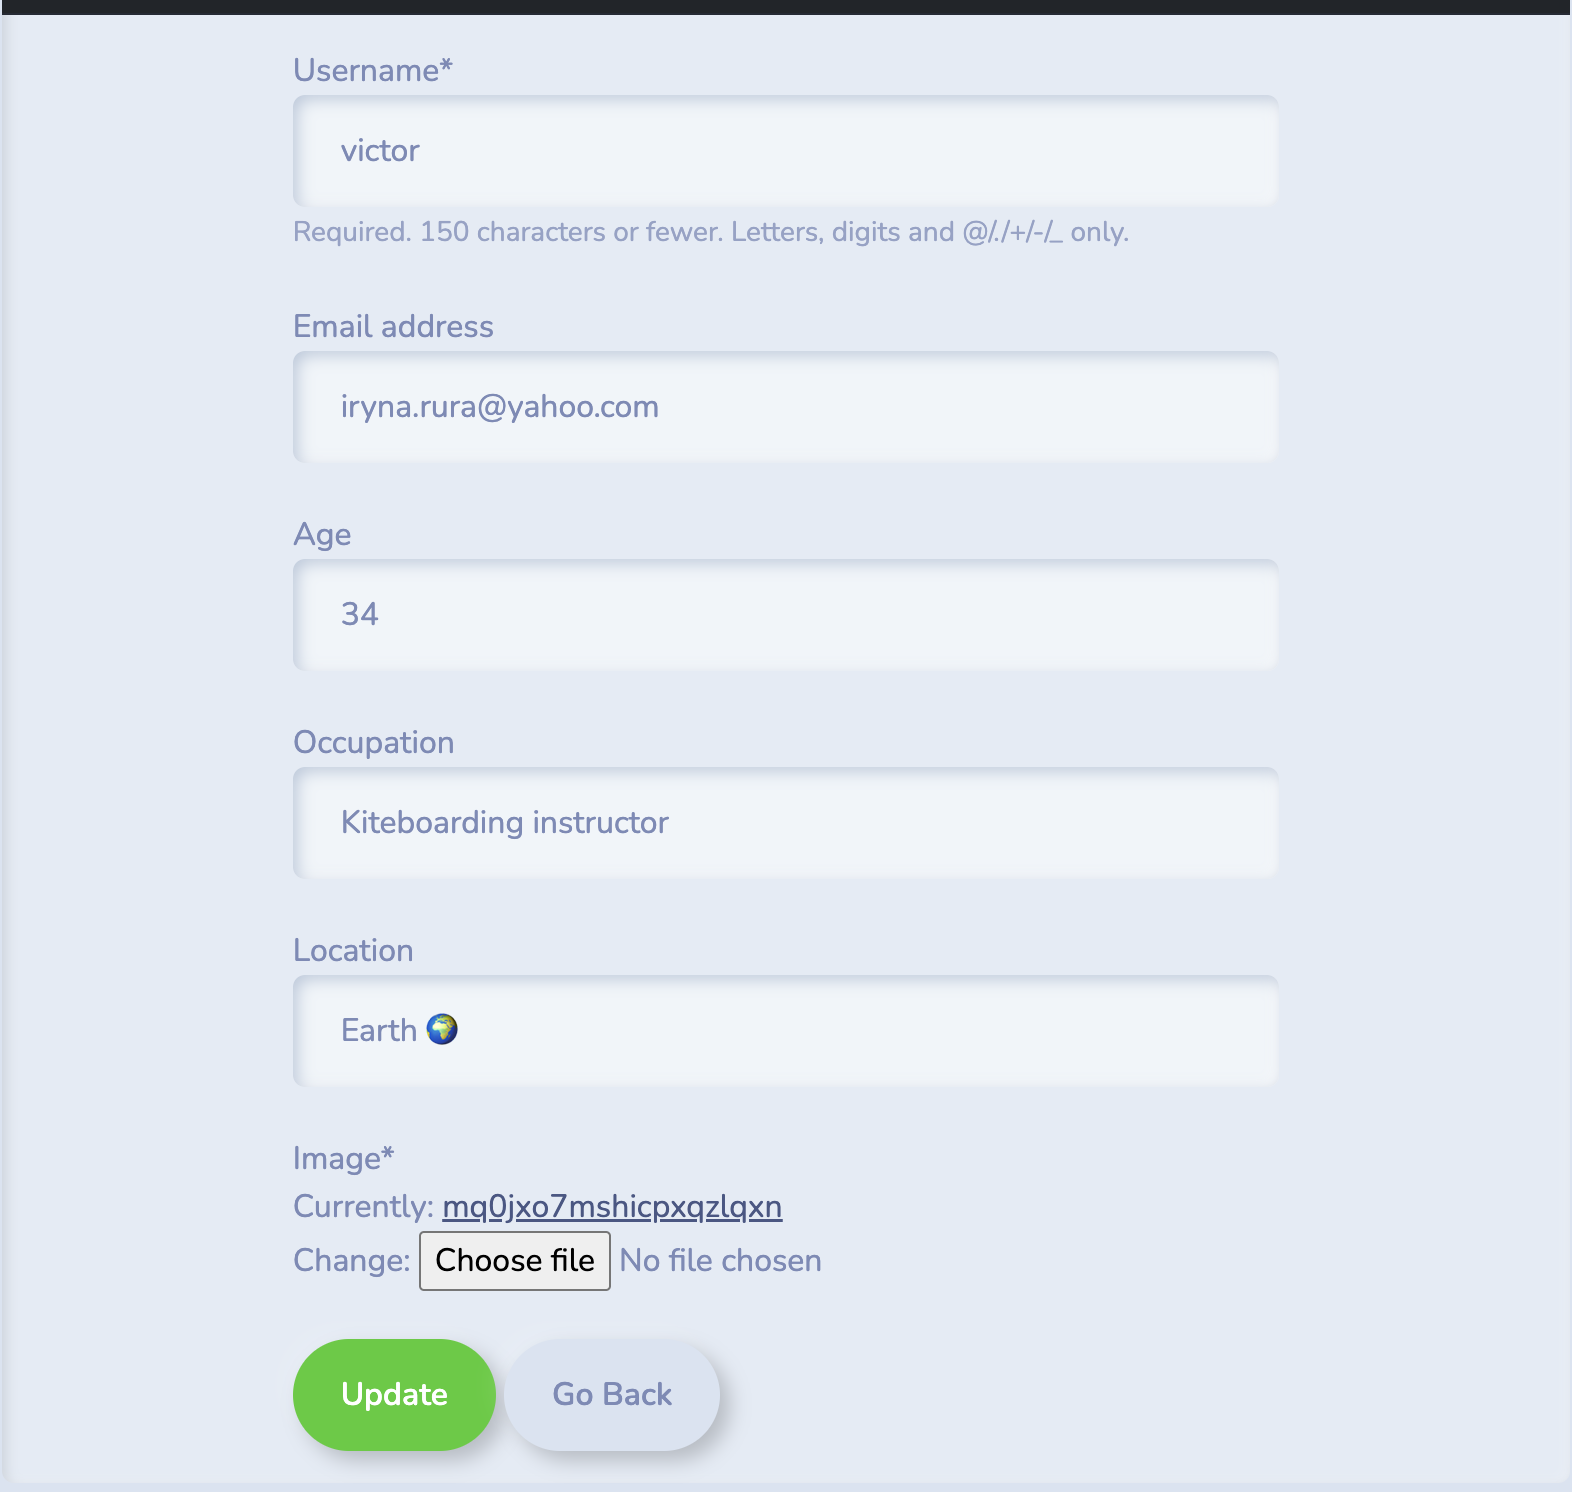 Username*
victor
Required. 150 characters or fewer. Letters, digits and @/./+/-/_ only.
Email address
iryna.rura@yahoo.com
Age
34
Occupation
Kiteboarding instructor
Location
Earth 🌍
Image*
Currently: mq0jxo7mshicpxqzlqxn
Change: Choose file No file chosen
Update Go Back